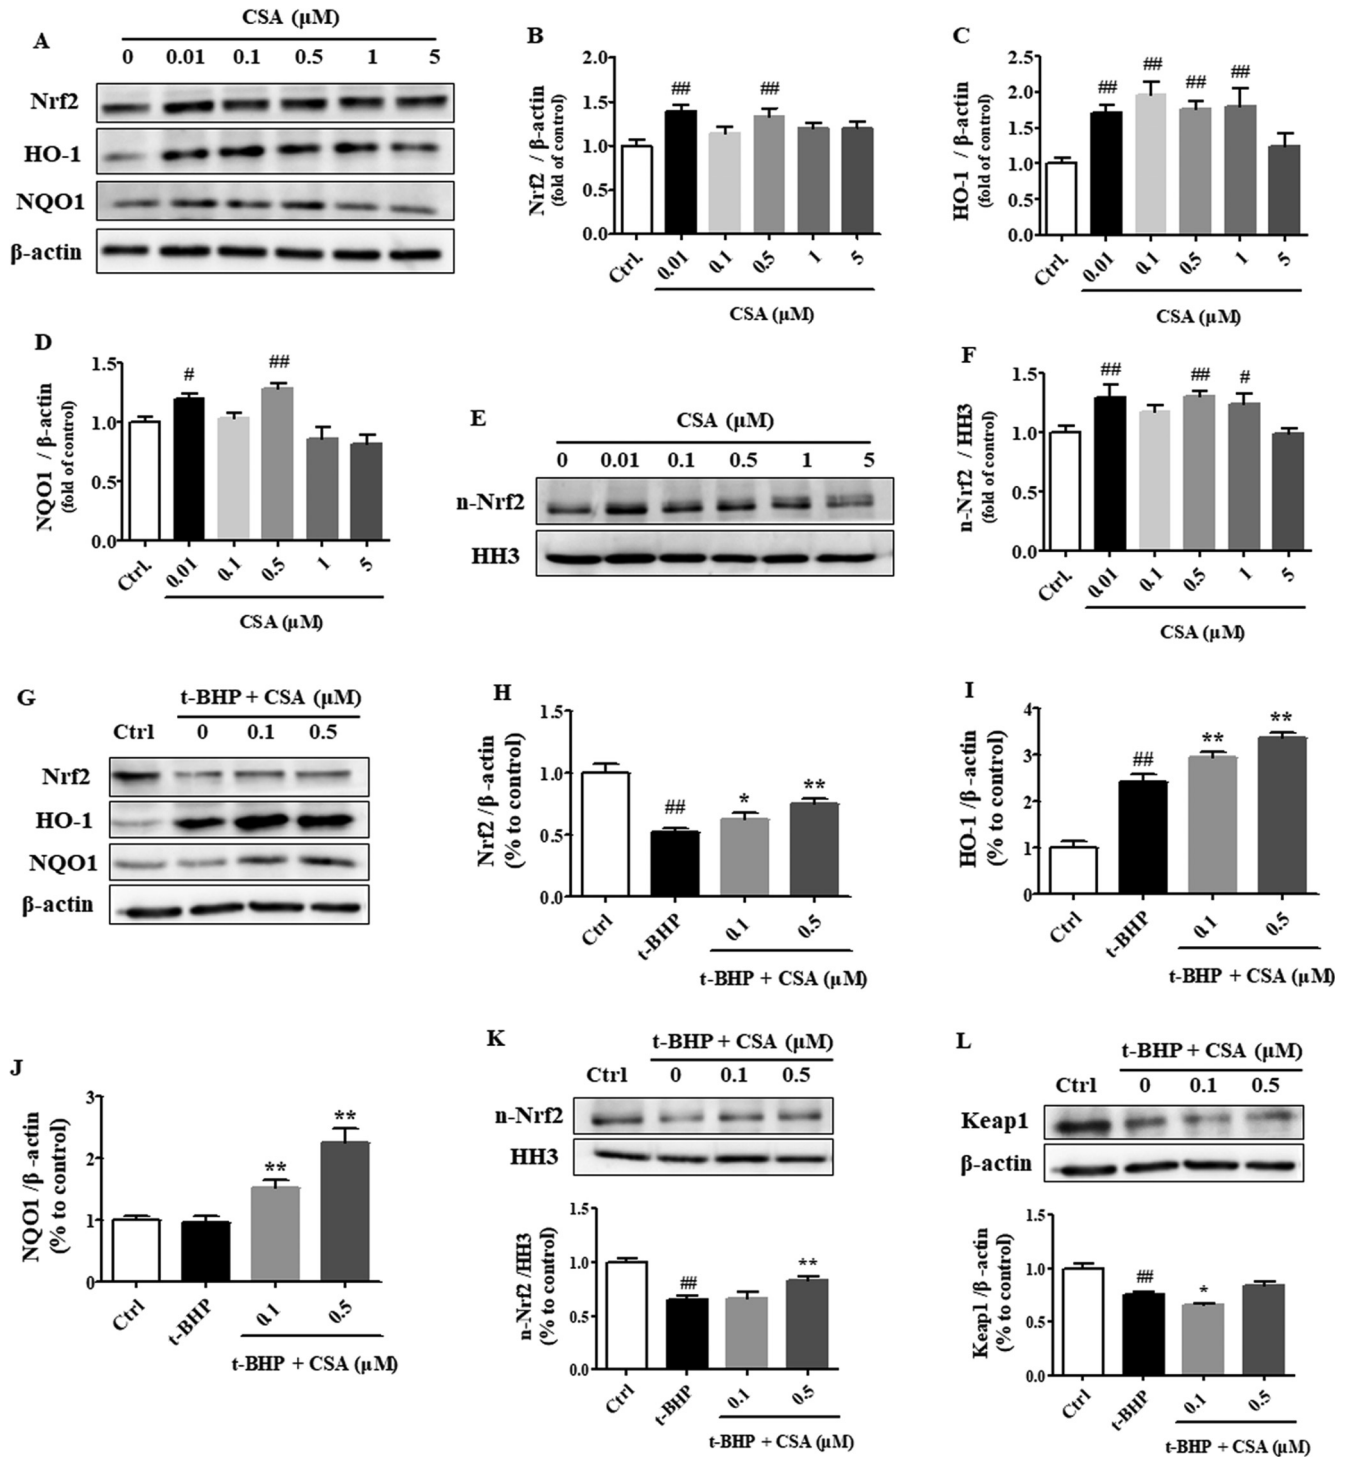 A
CSA (μM)
0 0.01 0.1 0.5 1 5
Nrf2
HO-1
NQO1
β-actin
B
Nrf2 / β-actin
(fold of control)
2.0
1.5
1.0
0.5
0.0
## ##
Ctrl. 0.01 0.1 0.5 1 5
CSA (μM)
C
HO-1 / β-actin
(fold of control)
2.5
2.0
1.5
1.0
0.5
0.0
## ## ## ##
Ctrl. 0.01 0.1 0.5 1 5
CSA (μM)
D
NQO1 / β-actin
(fold of control)
1.5
1.0
0.5
0.0
# ##
Ctrl. 0.01 0.1 0.5 1 5
CSA (μM)
E
CSA (μM)
0 0.01 0.1 0.5 1 5
n-Nrf2
HH3
F
n-Nrf2 / HH3
(fold of control)
1.5
1.0
0.5
0.0
## ## #
Ctrl. 0.01 0.1 0.5 1 5
CSA (μM)
G
t-BHP + CSA (μM)
Ctrl 0 0.1 0.5
Nrf2
HO-1
NQO1
β-actin
H
Nrf2 /β -actin
(% to control)
1.5
1.0
0.5
0.0
## * **
Ctrl t-BHP 0.1 0.5
t-BHP + CSA (μM)
I
HO-1 /β -actin
(% to control)
4
3
2
1
0
## ** **
Ctrl t-BHP 0.1 0.5
t-BHP + CSA (μM)
J
NQO1 /β -actin
(% to control)
3
2
1
0
** **
Ctrl t-BHP 0.1 0.5
t-BHP + CSA (μM)
K
t-BHP + CSA (μM)
Ctrl 0 0.1 0.5
n-Nrf2
HH3
n-Nrf2 /HH3
(% to control)
1.5
1.0
0.5
0.0
## **
Ctrl t-BHP 0.1 0.5
t-BHP + CSA (μM)
L
t-BHP + CSA (μM)
Ctrl 0 0.1 0.5
Keap1
β-actin
Keap1 /β -actin
(% to control)
1.5
1.0
0.5
0.0
## *
Ctrl t-BHP 0.1 0.5
t-BHP + CSA (μM)